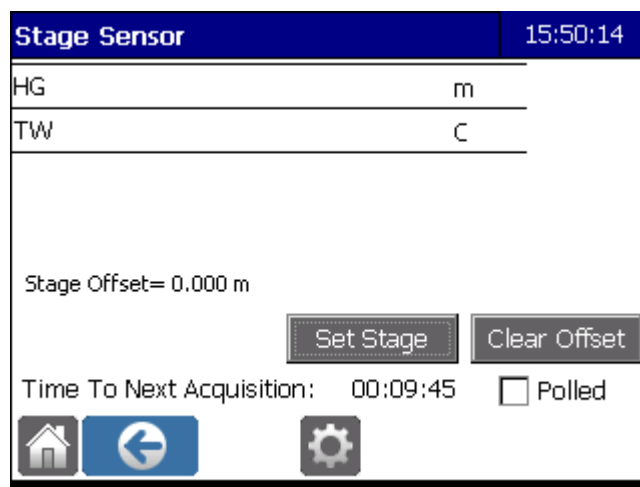 Stage Sensor 15:50:14
HG m
TW C
Stage Offset= 0.000 m
Set Stage Clear Offset
Time To Next Acquisition: 00:09:45 Polled